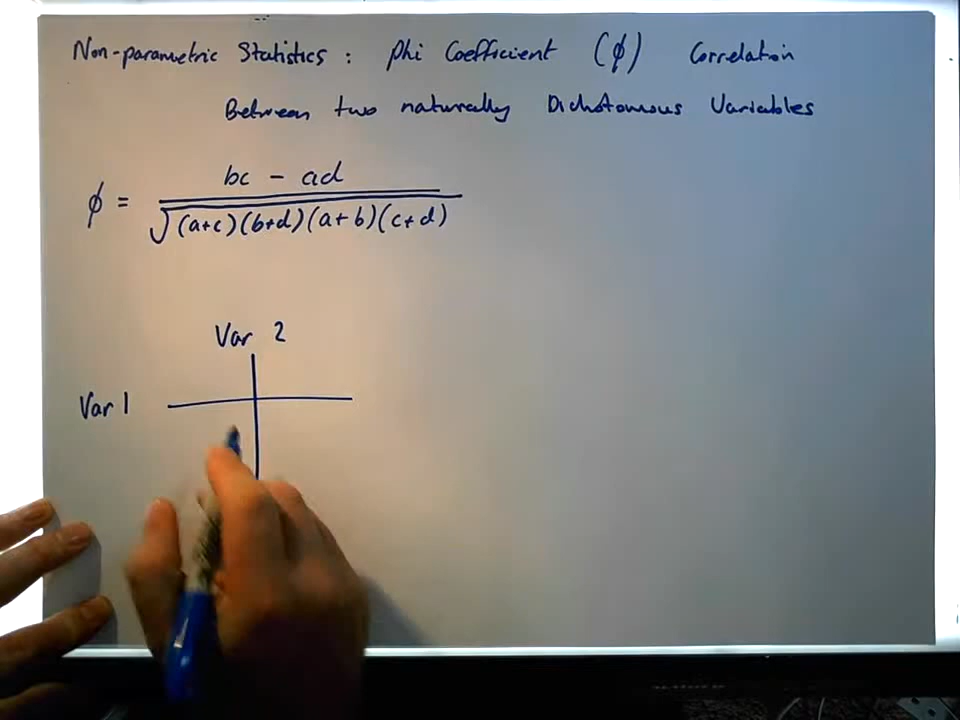 Non-parametric Statistics : Phi Coefficient (ϕ) Correlation
Between two naturally Dichotomous Variables
ϕ = bc - ad / √(a+c)(b+d)(a+b)(c+d)
Var 2
Var 1